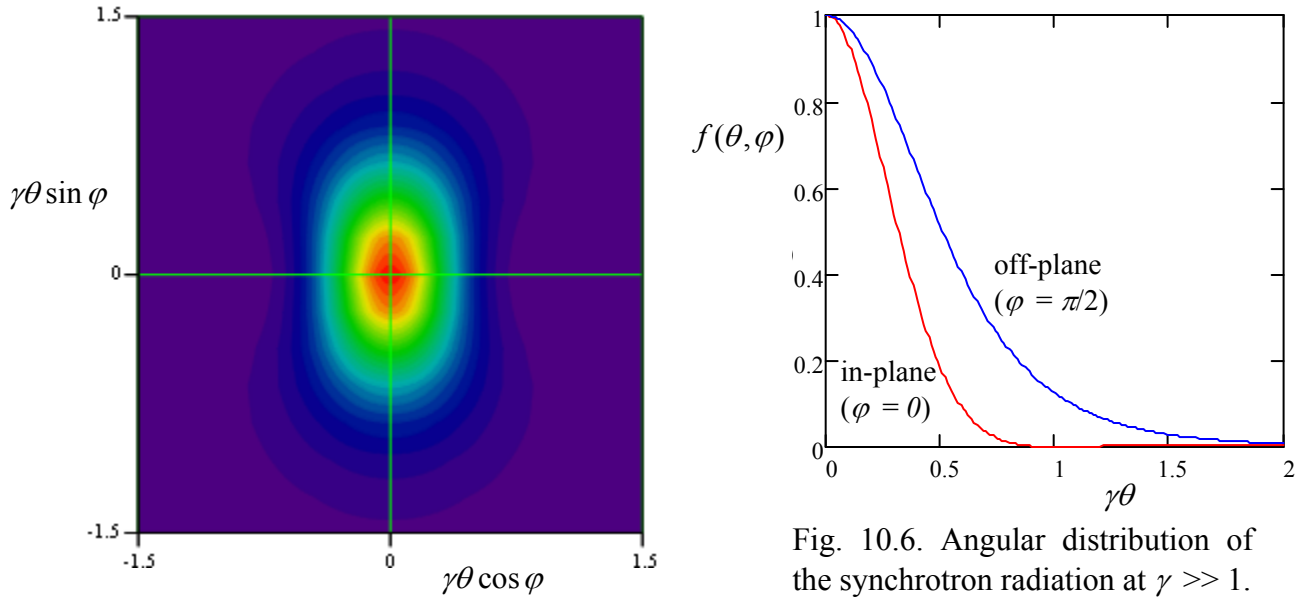 1.5
γθ sin φ
0
-1.5
-1.5
0
1.5
γθ cos φ
1
0.8
f(θ,φ)
0.6
0.4
0.2
0
off-plane
(φ = π/2)
in-plane
(φ = 0)
0
0.5
1
1.5
2
γθ
Fig. 10.6. Angular distribution of
the synchrotron radiation at γ >> 1.